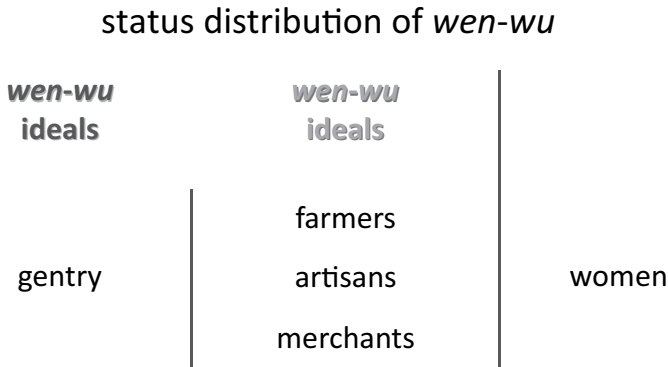 status distribution of wen-wu
wen-wu
ideals
wen-wu
ideals
gentry
farmers
artisans
merchants
women